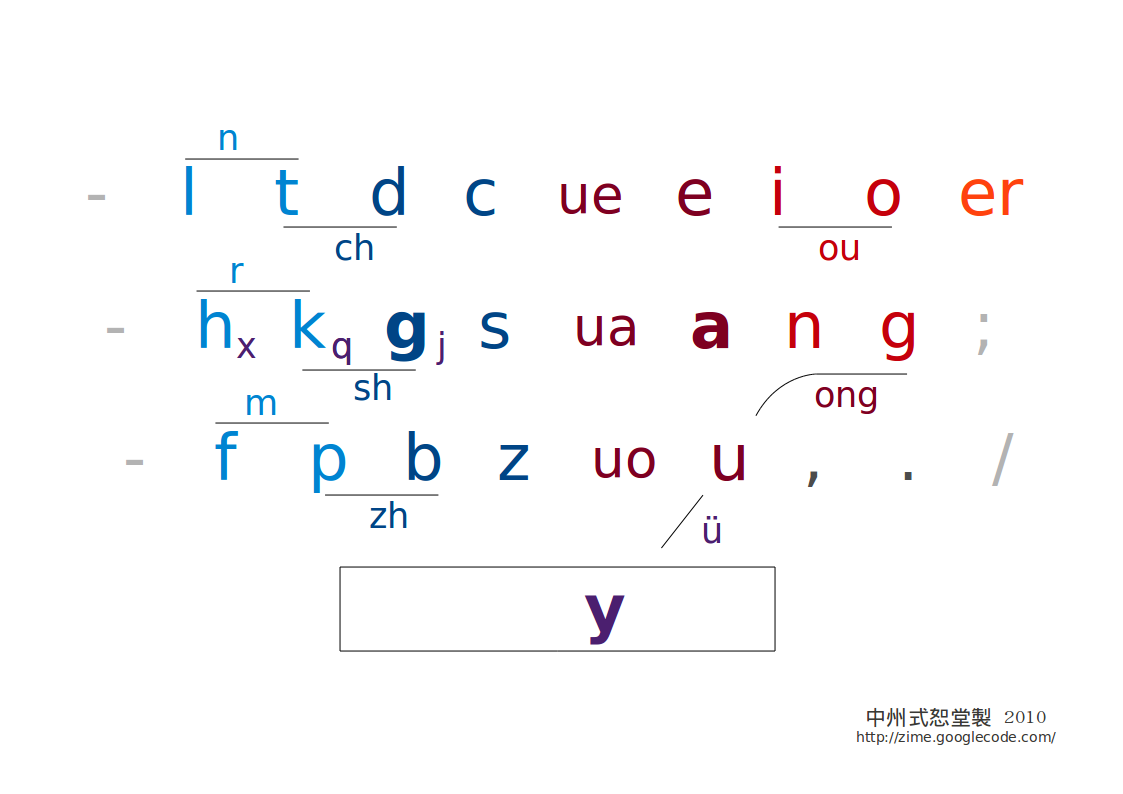 n
- l t d c ue e i o er
ch ou
r
- h x k q g j s ua a n g ;
sh ong
m
- f p b z uo u , . /
zh ü
y
中州式恕堂製 2010
http://zime.googlecode.com/